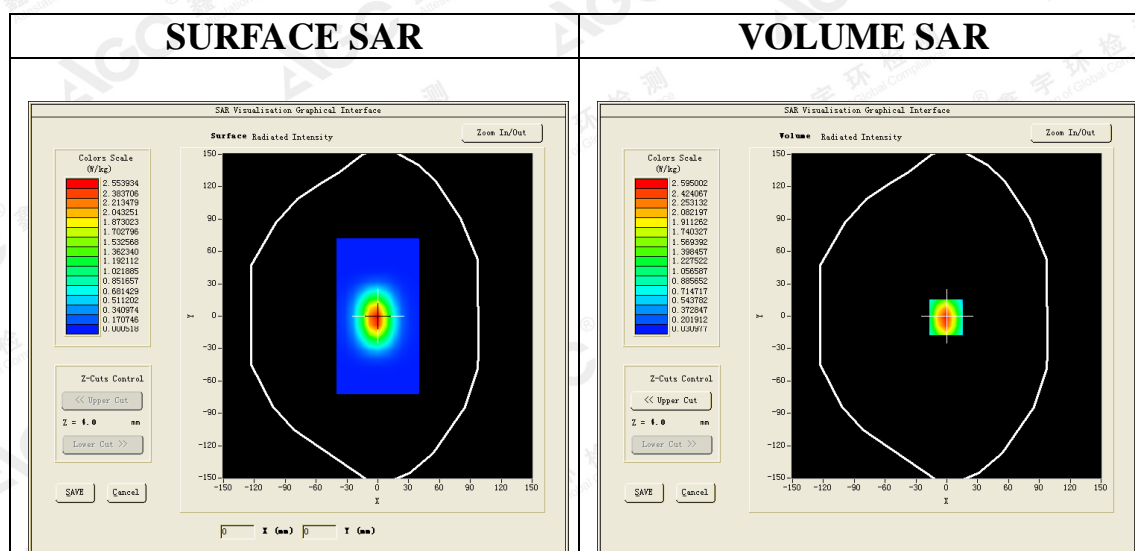 SURFACE SAR
SAR Visualisation Graphical Interface
Surface Radiated Intensity
Zoom In/Out
Colors Scale
(W/kg)
2.553934
2.383706
2.213479
2.043251
1.873023
1.702796
1.532568
1.362340
1.192112
1.021885
0.851657
0.681429
0.511202
0.340974
0.170746
0.000518
Z-Cuts Control
<< Upper Cut
Z = 4.0 mm
Lower Cut >>
SAVE Cancel
150
120
90
60
30
0
-30
-60
-90
-120
-150
Y
-150 -120 -90 -60 -30 0 30 60 90 120 150
X
0 X (mm) 0 Y (mm)
VOLUME SAR
SAR Visualisation Graphical Interface
Volume Radiated Intensity
Zoom In/Out
Colors Scale
(W/kg)
2.595002
2.424067
2.253132
2.082197
1.911262
1.740327
1.569392
1.398457
1.227522
1.056587
0.885652
0.714717
0.543782
0.372847
0.201912
0.030977
Z-Cuts Control
<< Upper Cut
Z = 4.0 mm
Lower Cut >>
SAVE Cancel
150
120
90
60
30
0
-30
-60
-90
-120
-150
Y
-150 -120 -90 -60 -30 0 30 60 90 120 150
X